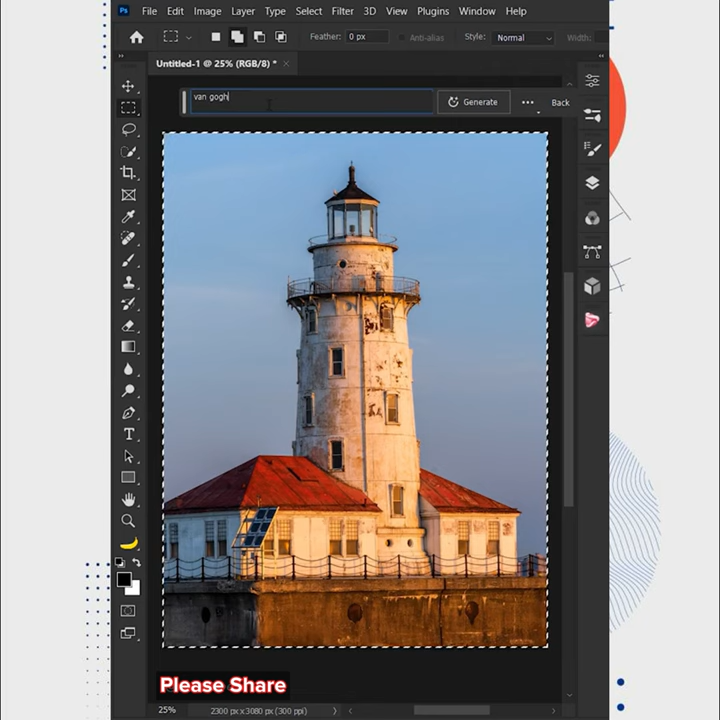 Ps File Edit Image Layer Type Select Filter 3D View Plugins Window Help
Feather: 0 px Anti-alias Style: Normal Width:
Untitled-1 @ 25% (RGB/8) * ×
van gogh Generate ••• Back
Please Share
25% 2300 px x 3080 px (300 ppi)